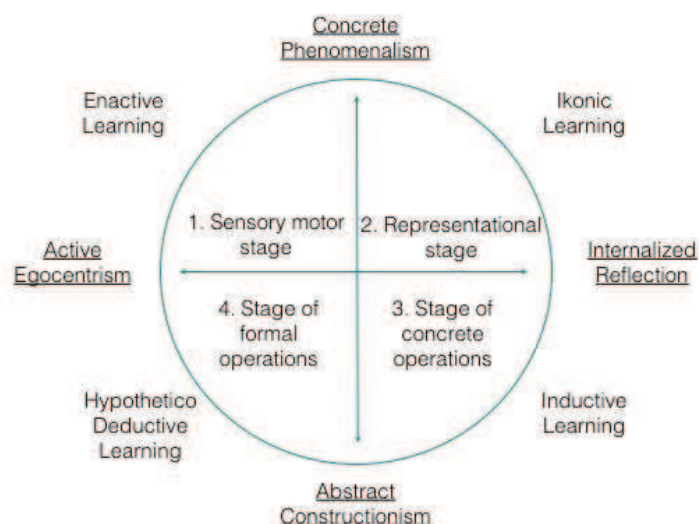 Concrete
Phenomenalism
Enactive
Learning
Ikonic
Learning
1. Sensory motor
stage
2. Representational
stage
Active
Egocentrism
Internalized
Reflection
4. Stage of
formal
operations
3. Stage of
concrete
operations
Hypothetico
Deductive
Learning
Inductive
Learning
Abstract
Constructionism